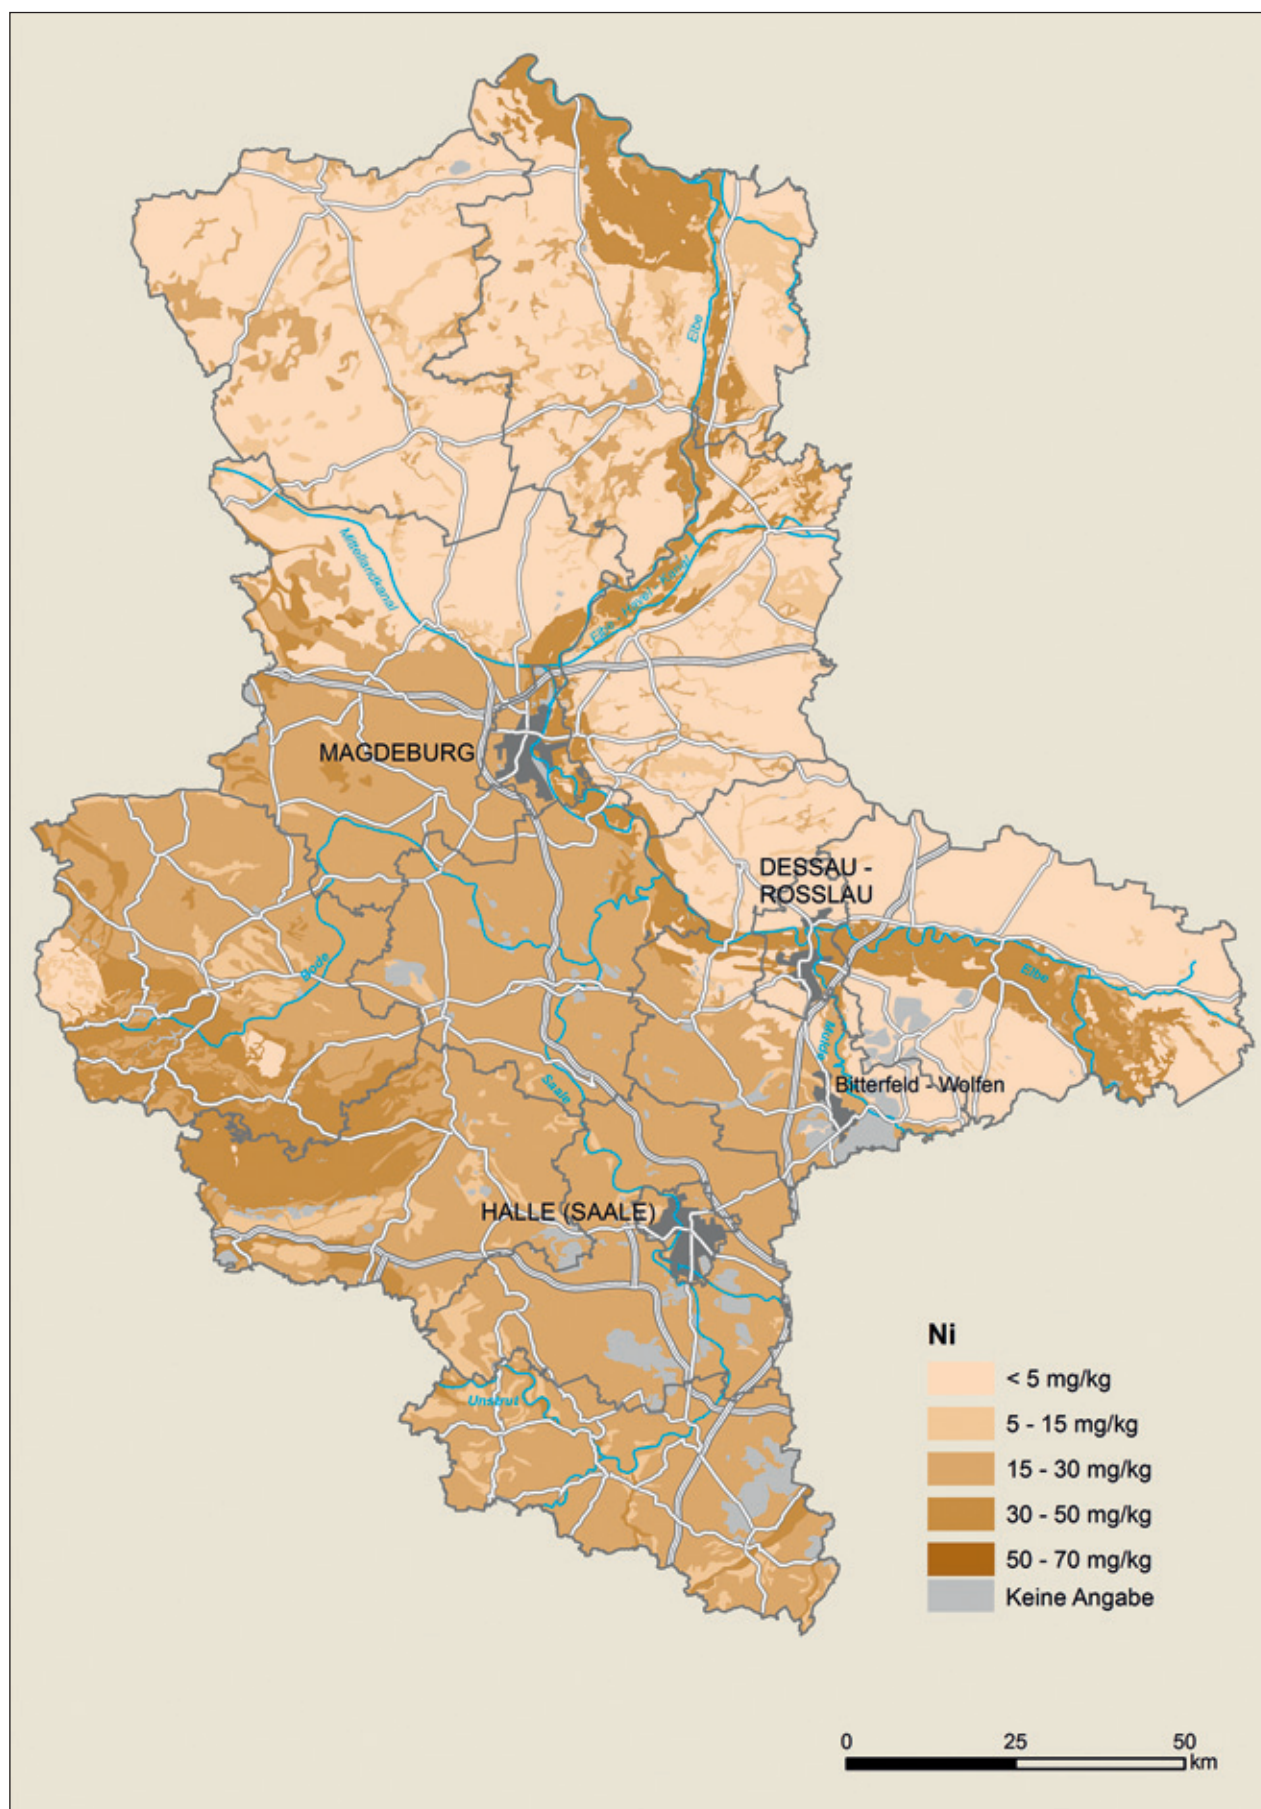 Elbe
Mittellandkanal
Elbe - Havel - Kanal
MAGDEBURG
DESSAU -
ROSSLAU
Bode
Elbe
Mulde
Saale
Bitterfeld - Wolfen
HALLE (SAALE)
Unstrut
Ni
< 5 mg/kg
5 - 15 mg/kg
15 - 30 mg/kg
30 - 50 mg/kg
50 - 70 mg/kg
Keine Angabe
0 25 50
km